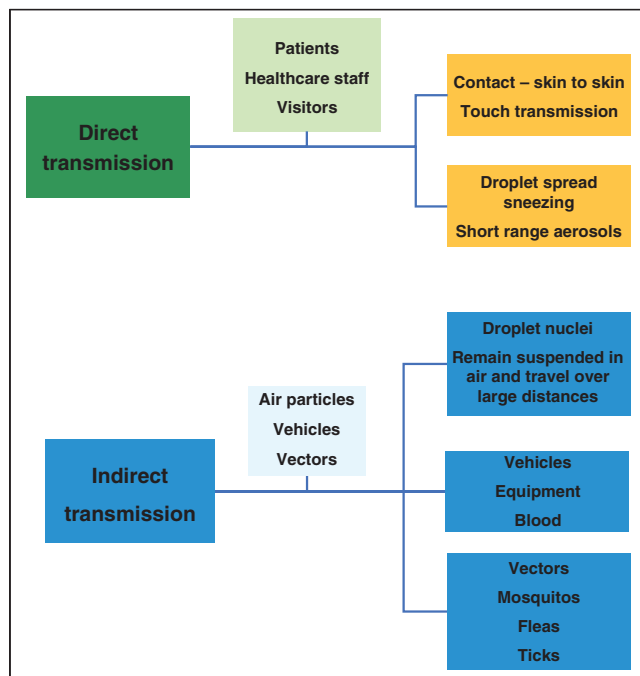 Patients
Healthcare staff
Visitors
Direct
transmission
Contact – skin to skin
Touch transmission
Droplet spread
sneezing
Short range aerosols
Droplet nuclei
Remain suspended in
air and travel over
large distances
Air particles
Vehicles
Vectors
Indirect
transmission
Vehicles
Equipment
Blood
Vectors
Mosquitos
Fleas
Ticks